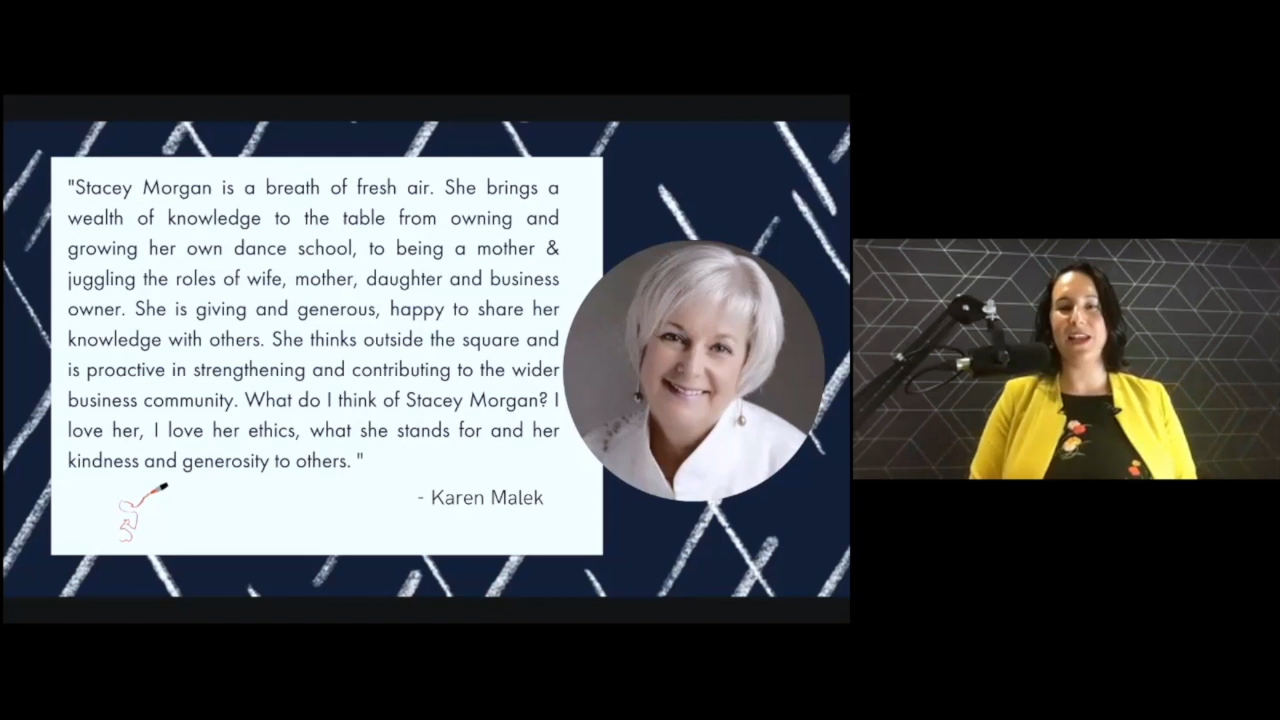 "Stacey Morgan is a breath of fresh air. She brings a
wealth of knowledge to the table from owning and
growing her own dance school, to being a mother &
juggling the roles of wife, mother, daughter and business
owner. She is giving and generous, happy to share her
knowledge with others. She thinks outside the square and
is proactive in strengthening and contributing to the wider
business community. What do I think of Stacey Morgan? I
love her, I love her ethics, what she stands for and her
kindness and generosity to others. "
- Karen Malek